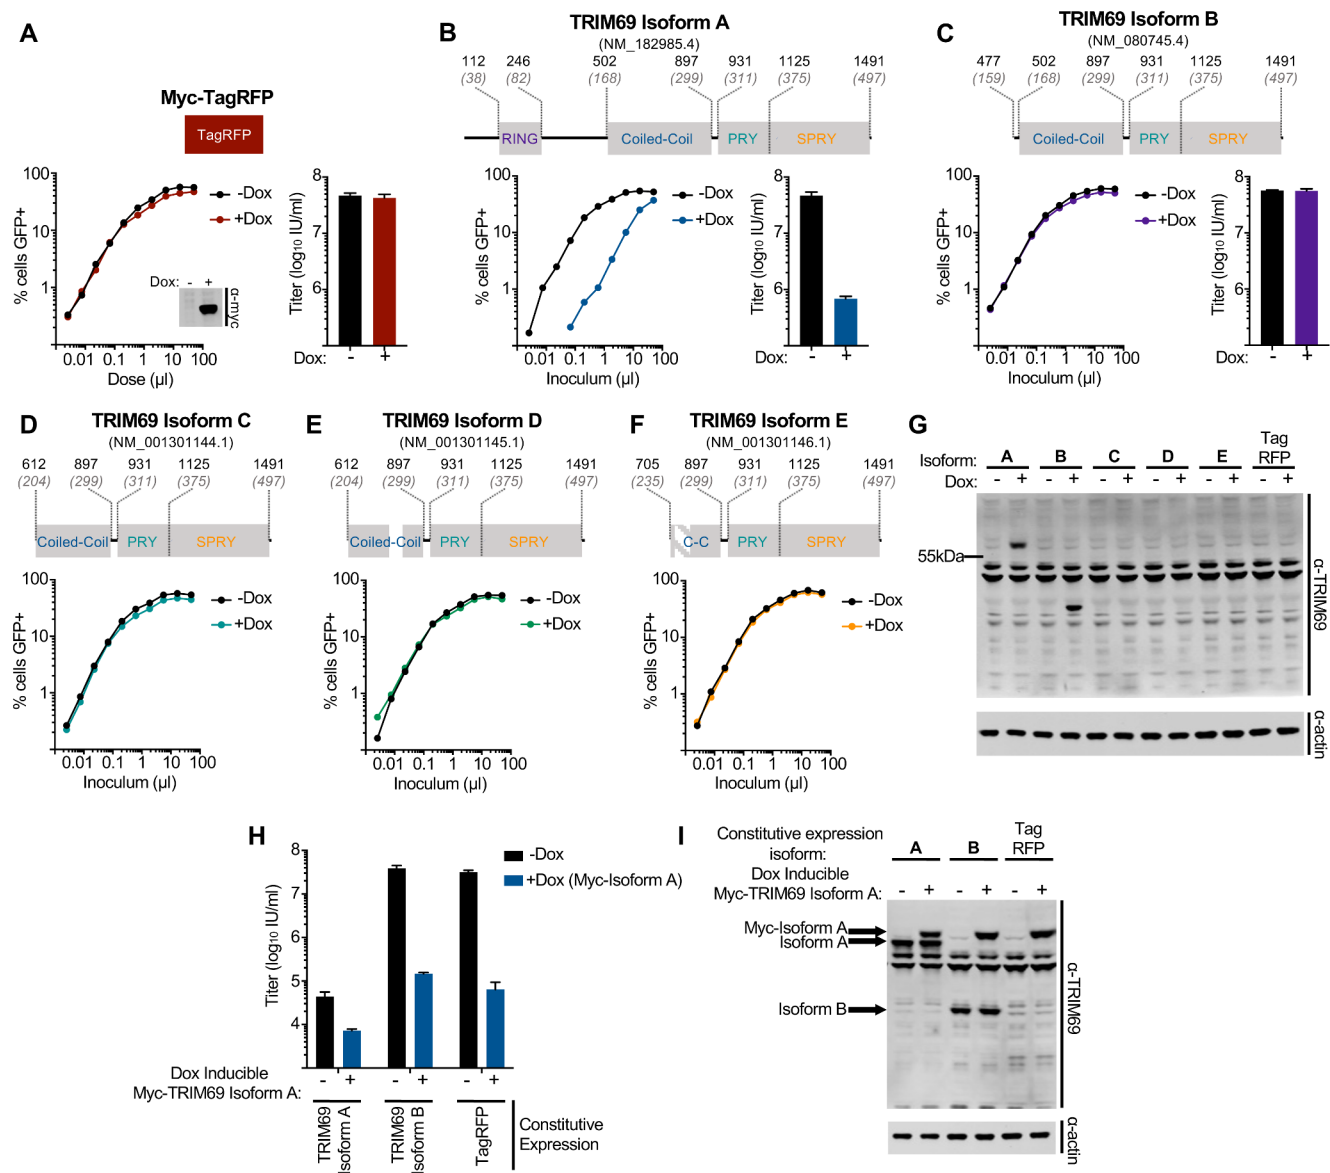 A
Myc-TagRFP
TagRFP
% cells GFP+
100
10
1
-Dox
+Dox
Dox: - +
α-myc
0.01 0.1 1 10 100
Dose (µl)
Titer (log10 IU/ml)
8
7
6
Dox: - +
B
TRIM69 Isoform A
(NM_182985.4)
112 246 502 897 931 1125 1491
(38) (82) (168) (299) (311) (375) (497)
RING Coiled-Coil PRY SPRY
% cells GFP+
100
10
1
-Dox
+Dox
0.01 0.1 1 10 100
Inoculum (µl)
Titer (log10 IU/ml)
8
7
6
Dox: - +
C
TRIM69 Isoform B
(NM_080745.4)
477 502 897 931 1125 1491
(159) (168) (299) (311) (375) (497)
Coiled-Coil PRY SPRY
% cells GFP+
100
10
1
-Dox
+Dox
0.01 0.1 1 10 100
Inoculum (µl)
Titer (log10 IU/ml)
8
7
6
Dox: - +
D
TRIM69 Isoform C
(NM_001301144.1)
612 897 931 1125 1491
(204) (299) (311) (375) (497)
Coiled-Coil PRY SPRY
% cells GFP+
100
10
1
-Dox
+Dox
0.01 0.1 1 10 100
Inoculum (µl)
E
TRIM69 Isoform D
(NM_001301145.1)
612 897 931 1125 1491
(204) (299) (311) (375) (497)
Coiled-Coil PRY SPRY
% cells GFP+
100
10
1
-Dox
+Dox
0.01 0.1 1 10 100
Inoculum (µl)
F
TRIM69 Isoform E
(NM_001301146.1)
705 897 931 1125 1491
(235) (299) (311) (375) (497)
C-C PRY SPRY
% cells GFP+
100
10
1
-Dox
+Dox
0.01 0.1 1 10 100
Inoculum (µl)
G
Tag
RFP
Isoform: A B C D E
Dox: - + - + - + - + - + - +
55kDa
α-TRIM69
α-actin
H
Titer (log10 IU/ml)
8
7
6
5
4
-Dox
+Dox (Myc-Isoform A)
Dox Inducible
Myc-TRIM69 Isoform A: - + - + - +
TRIM69
Isoform A
TRIM69
Isoform B
TagRFP
Constitutive
Expression
I
Constitutive expression
isoform: A B Tag
RFP
Dox Inducible
Myc-TRIM69 Isoform A: - + - + - +
Myc-Isoform A
Isoform A
Isoform B
α-TRIM69
α-actin